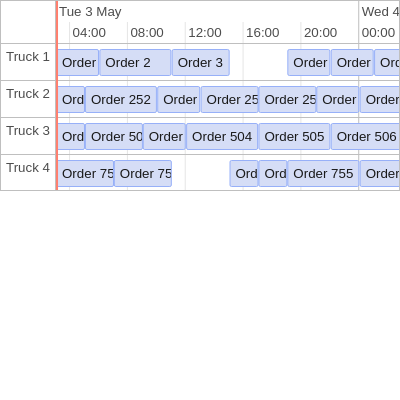 Tue 3 May Wed 4
04:00 08:00 12:00 16:00 20:00 00:00
Truck 1 Order Order 2 Order 3 Order Order Ord
Truck 2 Ord Order 252 Order Order 25 Order 25 Order Order
Truck 3 Ord Order 50 Order Order 504 Order 505 Order 506
Truck 4 Order 75 Order 75 Ord Ord Order 755 Order